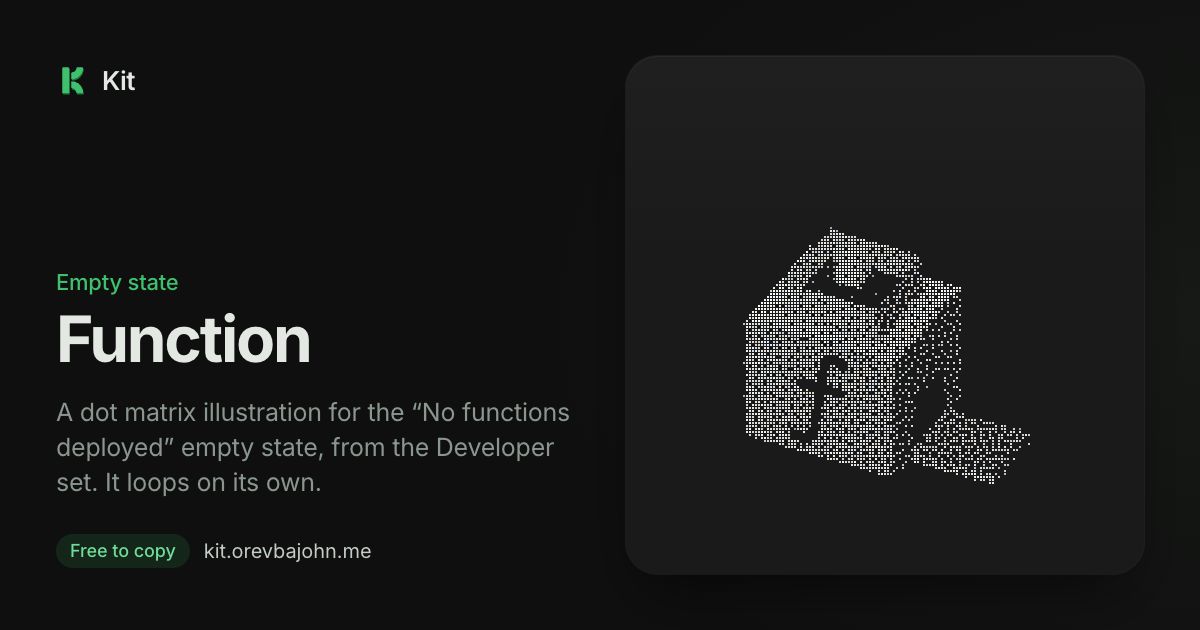 Kit
Empty state
Function
A dot matrix illustration for the “No functions
deployed” empty state, from the Developer
set. It loops on its own.
Free to copy
kit.orevbajohn.me
f